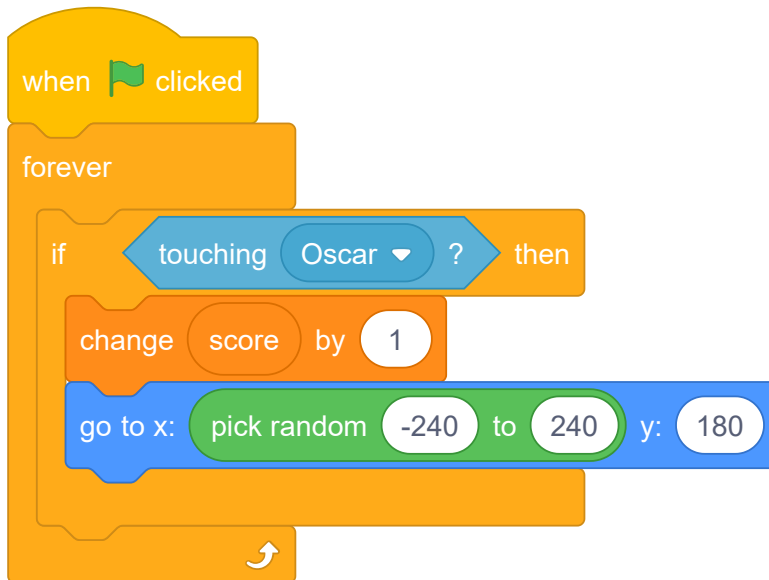 when clicked
forever
if touching Oscar ? then
change score by 1
go to x: pick random -240 to 240 y: 180